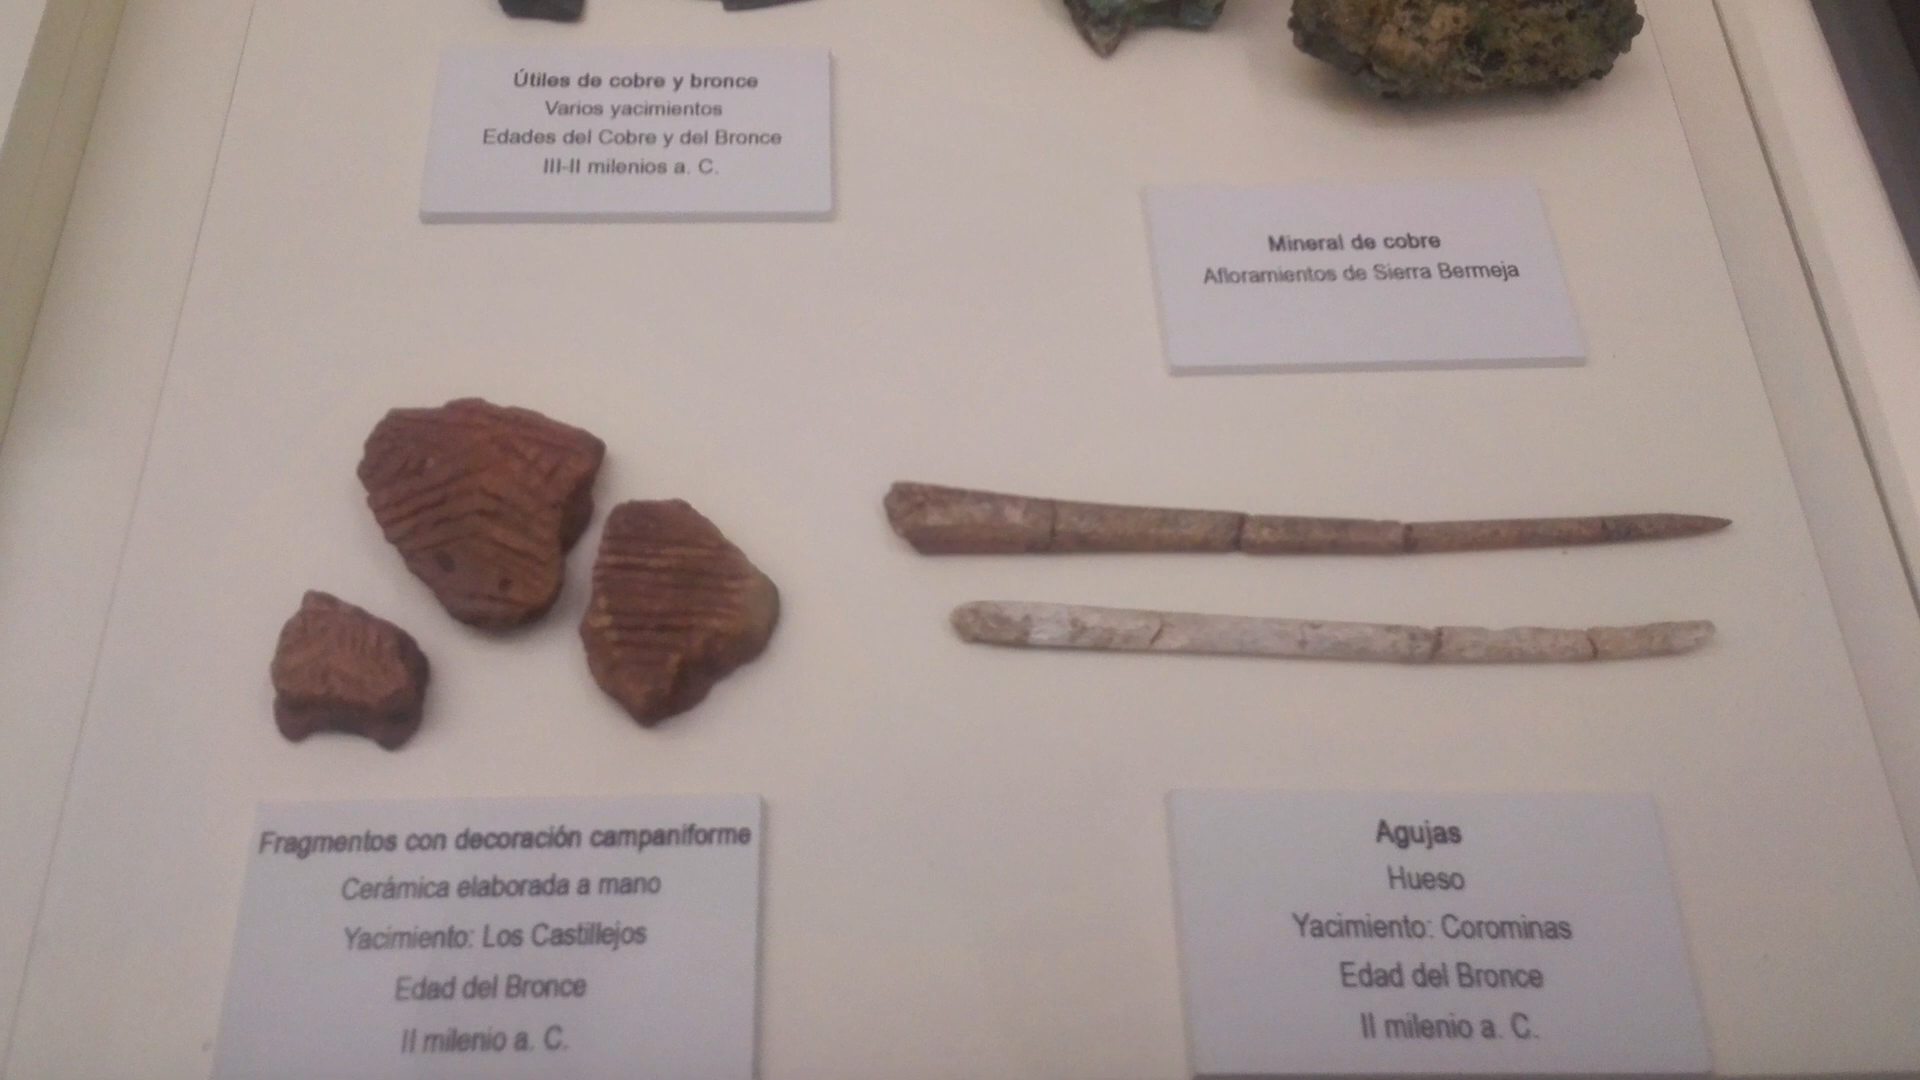 Útiles de cobre y bronce
Varios yacimientos
Edades del Cobre y del Bronce
III-II milenios a. C.
Mineral de cobre
Afloramientos de Sierra Bermeja
Fragmentos con decoración campaniforme
Cerámica elaborada a mano
Yacimiento: Los Castillejos
Edad del Bronce
II milenio a. C.
Agujas
Hueso
Yacimiento: Corominas
Edad del Bronce
II milenio a. C.